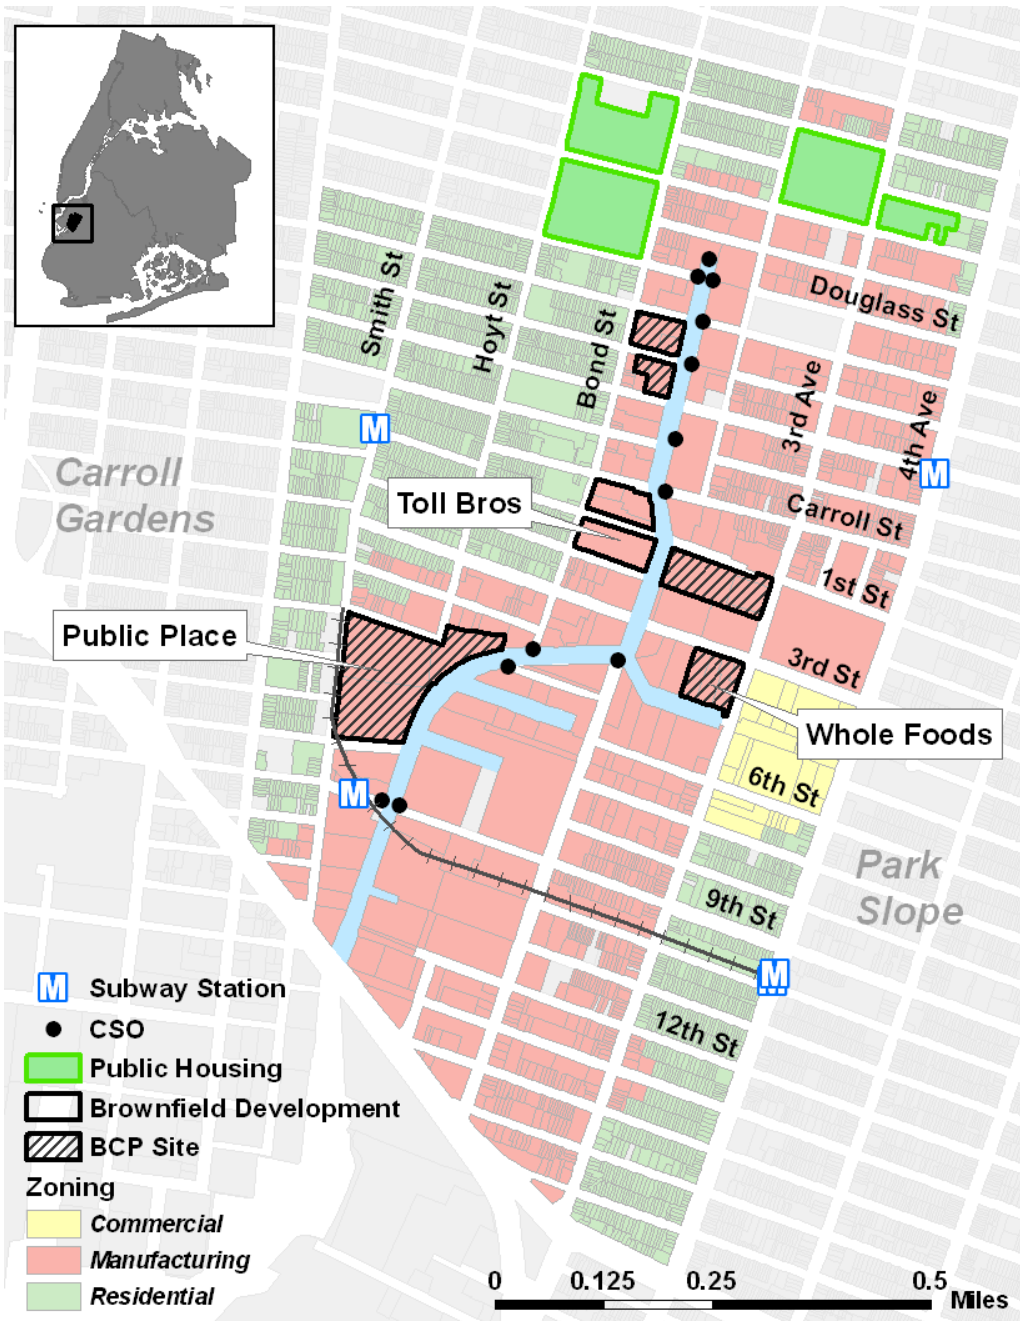 Smith St
Hoyt St
Bond St
Douglass St
3rd Ave
4th Ave
M
M
Carroll
Gardens
Toll Bros
Carroll St
1st St
Public Place
3rd St
Whole Foods
6th St
M
Park
Slope
9th St
M
12th St
M Subway Station
CSO
Public Housing
Brownfield Development
BCP Site
Zoning
Commercial
Manufacturing
Residential
0 0.125 0.25 0.5
Miles